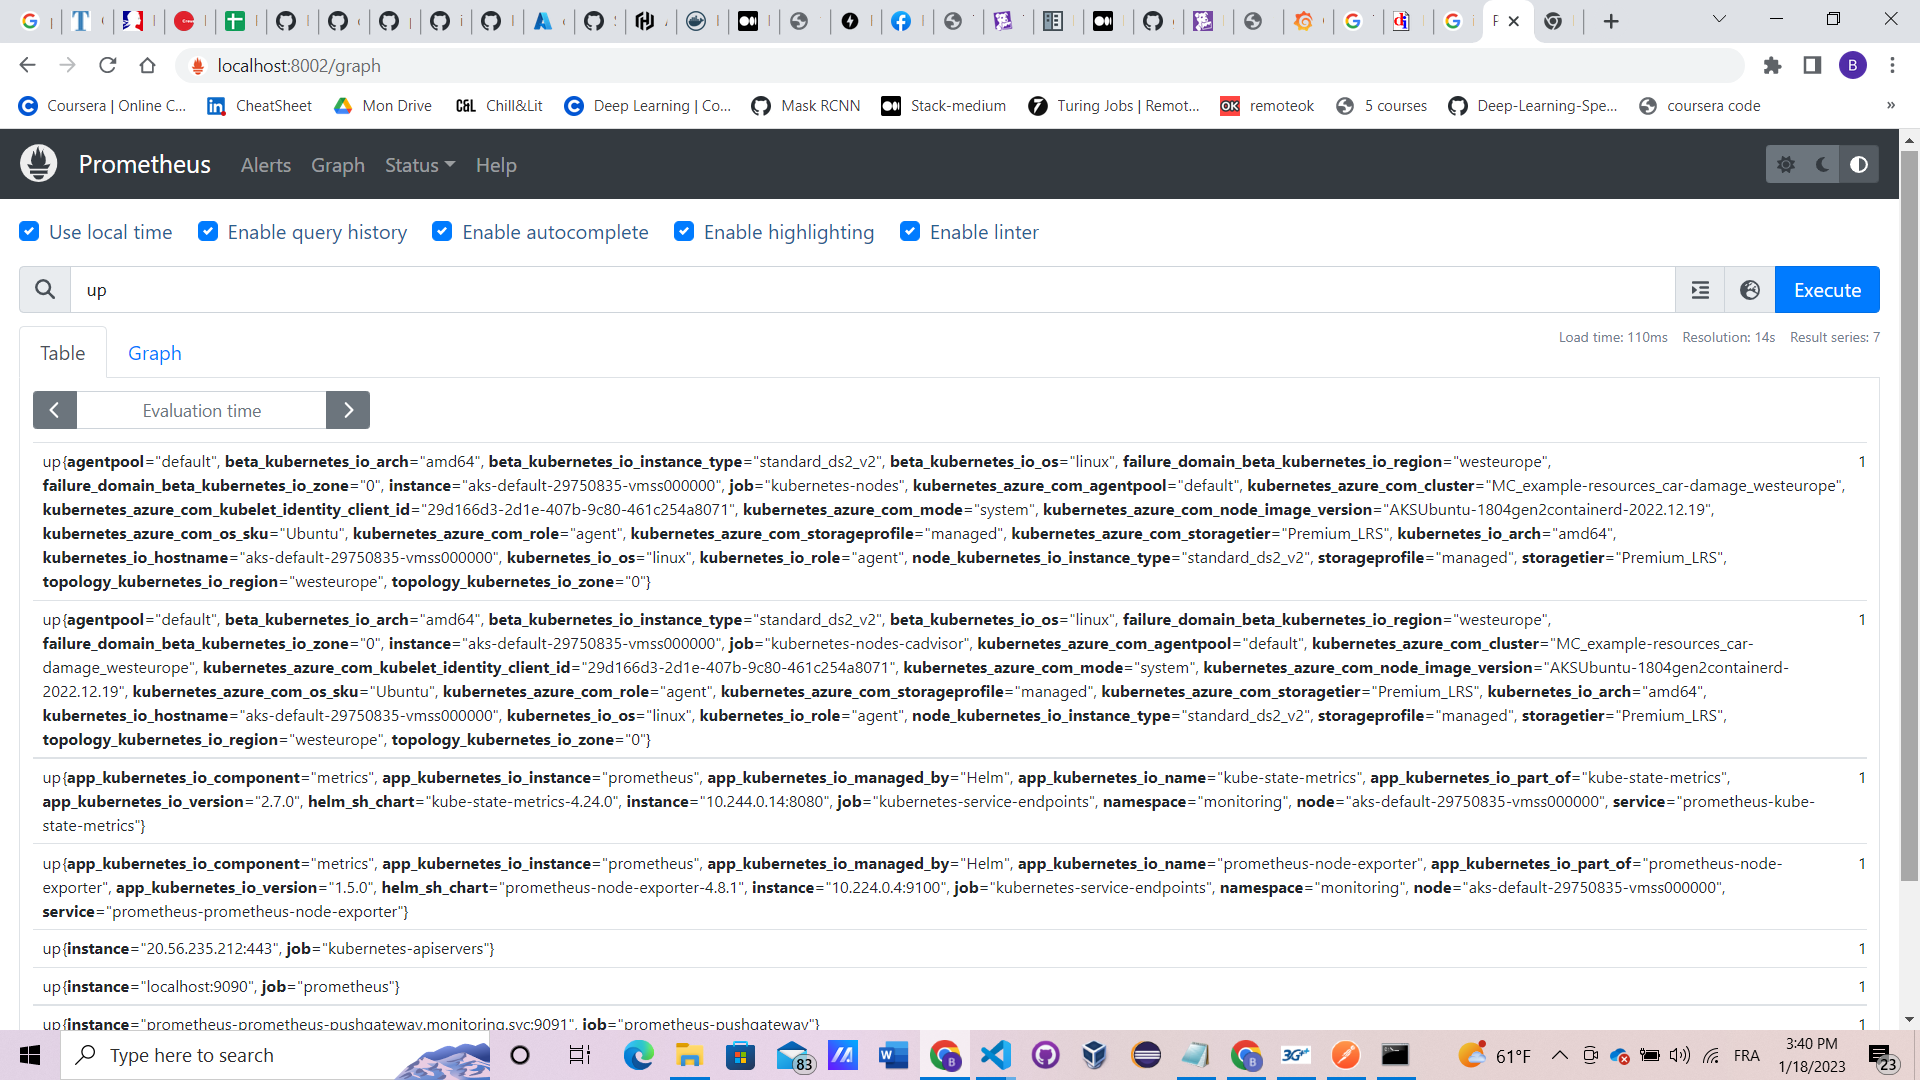 localhost:8002/graph
B
Coursera | Online C... CheatSheet Mon Drive C&L Chill&Lit Deep Learning | Co... Mask RCNN Stack-medium Turing Jobs | Remot... OK remoteok 5 courses Deep-Learning-Spe... coursera code »
Prometheus Alerts Graph Status Help
Use local time Enable query history Enable autocomplete Enable highlighting Enable linter
up Execute
Table Graph Load time: 110ms Resolution: 14s Result series: 7
Evaluation time
up{agentpool="default", beta_kubernetes_io_arch="amd64", beta_kubernetes_io_instance_type="standard_ds2_v2", beta_kubernetes_io_os="linux", failure_domain_beta_kubernetes_io_region="westeurope", 1
failure_domain_beta_kubernetes_io_zone="0", instance="aks-default-29750835-vmss000000", job="kubernetes-nodes", kubernetes_azure_com_agentpool="default", kubernetes_azure_com_cluster="MC_example-resources_car-damage_westeurope",
kubernetes_azure_com_kubelet_identity_client_id="29d166d3-2d1e-407b-9c80-461c254a8071", kubernetes_azure_com_mode="system", kubernetes_azure_com_node_image_version="AKSUbuntu-1804gen2containerd-2022.12.19",
kubernetes_azure_com_os_sku="Ubuntu", kubernetes_azure_com_role="agent", kubernetes_azure_com_storageprofile="managed", kubernetes_azure_com_storagetier="Premium_LRS", kubernetes_io_arch="amd64",
kubernetes_io_hostname="aks-default-29750835-vmss000000", kubernetes_io_os="linux", kubernetes_io_role="agent", node_kubernetes_io_instance_type="standard_ds2_v2", storageprofile="managed", storagetier="Premium_LRS",
topology_kubernetes_io_region="westeurope", topology_kubernetes_io_zone="0"}
up{agentpool="default", beta_kubernetes_io_arch="amd64", beta_kubernetes_io_instance_type="standard_ds2_v2", beta_kubernetes_io_os="linux", failure_domain_beta_kubernetes_io_region="westeurope", 1
failure_domain_beta_kubernetes_io_zone="0", instance="aks-default-29750835-vmss000000", job="kubernetes-nodes-cadvisor", kubernetes_azure_com_agentpool="default", kubernetes_azure_com_cluster="MC_example-resources_car-
damage_westeurope", kubernetes_azure_com_kubelet_identity_client_id="29d166d3-2d1e-407b-9c80-461c254a8071", kubernetes_azure_com_mode="system", kubernetes_azure_com_node_image_version="AKSUbuntu-1804gen2containerd-
2022.12.19", kubernetes_azure_com_os_sku="Ubuntu", kubernetes_azure_com_role="agent", kubernetes_azure_com_storageprofile="managed", kubernetes_azure_com_storagetier="Premium_LRS", kubernetes_io_arch="amd64",
kubernetes_io_hostname="aks-default-29750835-vmss000000", kubernetes_io_os="linux", kubernetes_io_role="agent", node_kubernetes_io_instance_type="standard_ds2_v2", storageprofile="managed", storagetier="Premium_LRS",
topology_kubernetes_io_region="westeurope", topology_kubernetes_io_zone="0"}
up{app_kubernetes_io_component="metrics", app_kubernetes_io_instance="prometheus", app_kubernetes_io_managed_by="Helm", app_kubernetes_io_name="kube-state-metrics", app_kubernetes_io_part_of="kube-state-metrics", 1
app_kubernetes_io_version="2.7.0", helm_sh_chart="kube-state-metrics-4.24.0", instance="10.244.0.14:8080", job="kubernetes-service-endpoints", namespace="monitoring", node="aks-default-29750835-vmss000000", service="prometheus-kube-
state-metrics"}
up{app_kubernetes_io_component="metrics", app_kubernetes_io_instance="prometheus", app_kubernetes_io_managed_by="Helm", app_kubernetes_io_name="prometheus-node-exporter", app_kubernetes_io_part_of="prometheus-node- 1
exporter", app_kubernetes_io_version="1.5.0", helm_sh_chart="prometheus-node-exporter-4.8.1", instance="10.224.0.4:9100", job="kubernetes-service-endpoints", namespace="monitoring", node="aks-default-29750835-vmss000000",
service="prometheus-prometheus-node-exporter"}
up{instance="20.56.235.212:443", job="kubernetes-apiservers"} 1
up{instance="localhost:9090", job="prometheus"} 1
up{instance="prometheus-prometheus-pushgateway.monitoring.svc:9091", job="prometheus-pushgateway"} 1
Type here to search 83 3G++ 61°F FRA 3:40 PM
1/18/2023 23